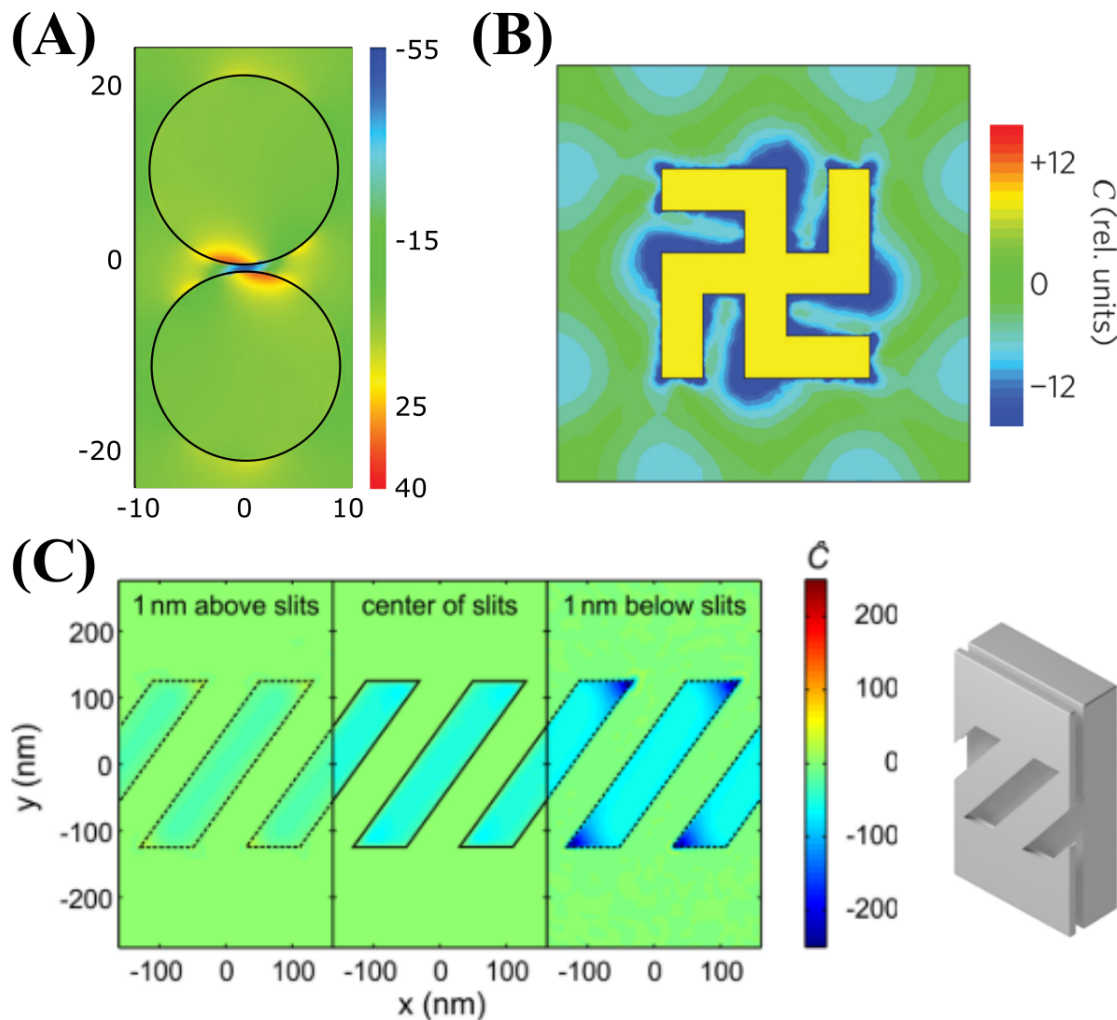 (A)
20
0
-20
-10 0 10
-55
-15
25
40
(B)
+12
0
−12
C (rel. units)
(C)
1 nm above slits center of slits 1 nm below slits
200
100
0
-100
-200
y (nm)
-100 0 100 -100 0 100 -100 0 100
x (nm)
Ĉ
200
100
0
-100
-200